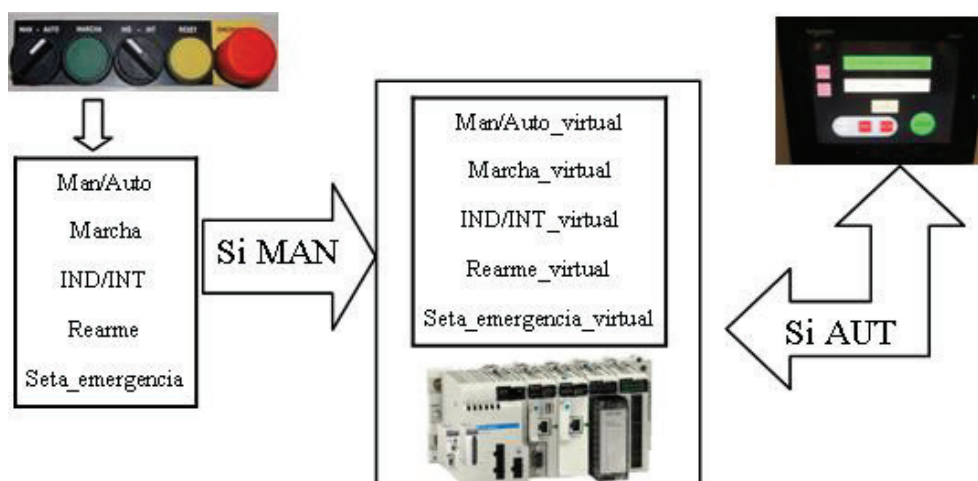 MAN - AUTO
MARCHA
IND - INT
RESET
Man/Auto
Marcha
IND/INT
Rearme
Seta_emergencia
Si MAN
Man/Auto_virtual
Marcha_virtual
IND/INT_virtual
Rearme_virtual
Seta_emergencia_virtual
Si AUT